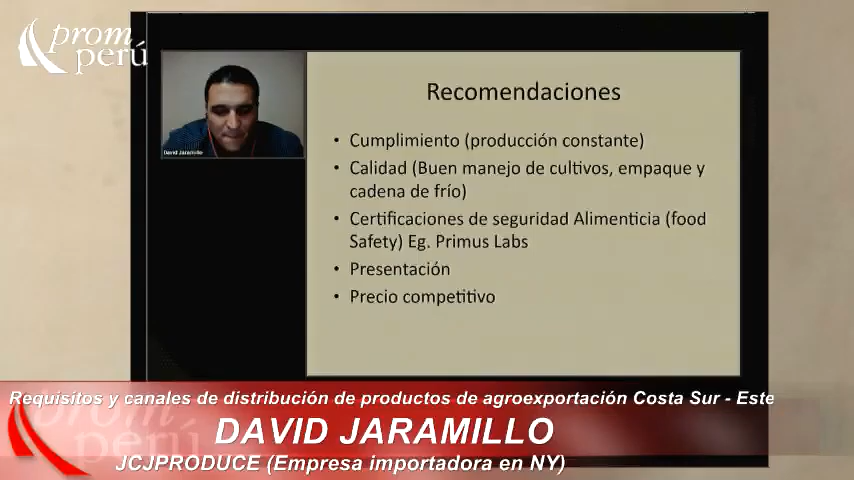 prom
perú
Recomendaciones
• Cumplimiento (producción constante)
• Calidad (Buen manejo de cultivos, empaque y
cadena de frío)
• Certificaciones de seguridad Alimenticia (food
Safety) Eg. Primus Labs
• Presentación
• Precio competitivo
David Jaramillo
Requisitos y canales de distribución de productos de agroexportación Costa Sur - Este
prom
perú
DAVID JARAMILLO
JCJPRODUCE (Empresa importadora en NY)